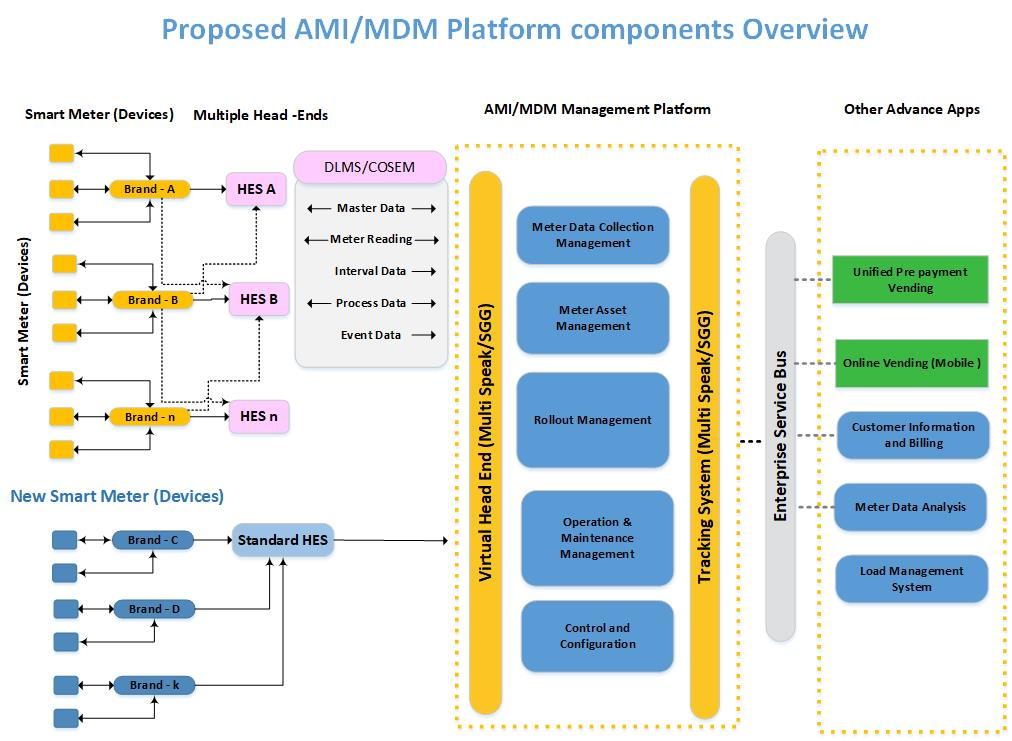 Proposed AMI/MDM Platform components Overview
Smart Meter (Devices)
Multiple Head -Ends
AMI/MDM Management Platform
Other Advance Apps
Smart Meter (Devices)
Brand - A
HES A
Brand - B
HES B
Brand - n
HES n
DLMS/COSEM
Master Data
Meter Reading
Interval Data
Process Data
Event Data
New Smart Meter (Devices)
Brand - C
Standard HES
Brand - D
Brand - k
Virtual Head End (Multi Speak/SGG)
Meter Data Collection
Management
Meter Asset
Management
Rollout Management
Operation &
Maintenance
Management
Control and
Configuration
Tracking System (Multi Speak/SGG)
Enterprise Service Bus
Unified Pre payment
Vending
Online Vending (Mobile )
Customer Information
and Billing
Meter Data Analysis
Load Management
System